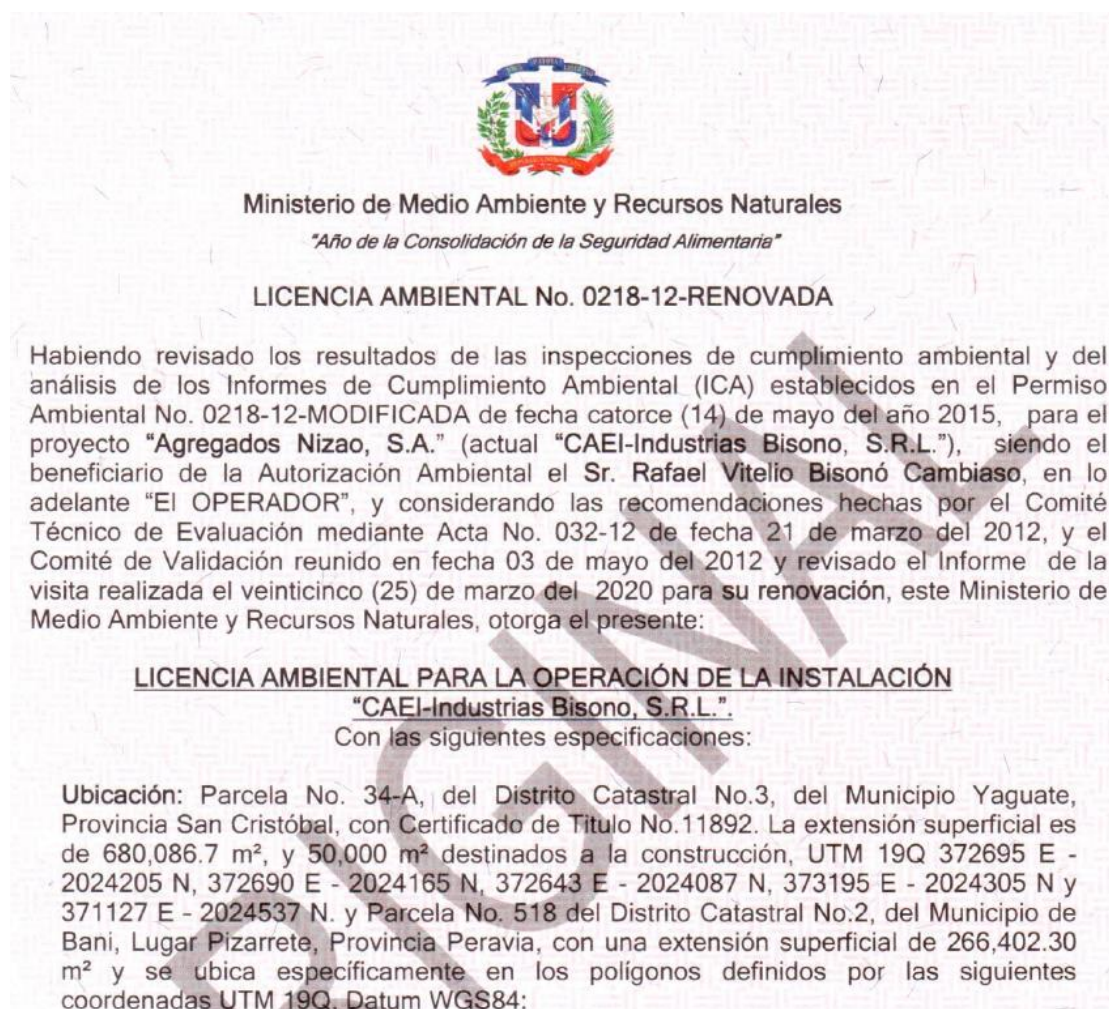 Ministerio de Medio Ambiente y Recursos Naturales
"Año de la Consolidación de la Seguridad Alimentaria"
LICENCIA AMBIENTAL No. 0218-12-RENOVADA
Habiendo revisado los resultados de las inspecciones de cumplimiento ambiental y del
análisis de los Informes de Cumplimiento Ambiental (ICA) establecidos en el Permiso
Ambiental No. 0218-12-MODIFICADA de fecha catorce (14) de mayo del año 2015, para el
proyecto "Agregados Nizao, S.A." (actual "CAEI-Industrias Bisono, S.R.L."), siendo el
beneficiario de la Autorización Ambiental el Sr. Rafael Vitelio Bisonó Cambiaso, en lo
adelante "El OPERADOR", y considerando las recomendaciones hechas por el Comité
Técnico de Evaluación mediante Acta No. 032-12 de fecha 21 de marzo del 2012, y el
Comité de Validación reunido en fecha 03 de mayo del 2012 y revisado el Informe de la
visita realizada el veinticinco (25) de marzo del 2020 para su renovación, este Ministerio de
Medio Ambiente y Recursos Naturales, otorga el presente:
LICENCIA AMBIENTAL PARA LA OPERACIÓN DE LA INSTALACIÓN
"CAEI-Industrias Bisono, S.R.L.".
Con las siguientes especificaciones:
Ubicación: Parcela No. 34-A, del Distrito Catastral No.3, del Municipio Yaguate,
Provincia San Cristóbal, con Certificado de Titulo No.11892. La extensión superficial es
de 680,086.7 m², y 50,000 m² destinados a la construcción, UTM 19Q 372695 E -
2024205 N, 372690 E - 2024165 N, 372643 E - 2024087 N, 373195 E - 2024305 N y
371127 E - 2024537 N. y Parcela No. 518 del Distrito Catastral No.2, del Municipio de
Bani, Lugar Pizarrete, Provincia Peravia, con una extensión superficial de 266,402.30
m² y se ubica específicamente en los polígonos definidos por las siguientes
coordenadas UTM 19Q, Datum WGS84:
RIGINAL